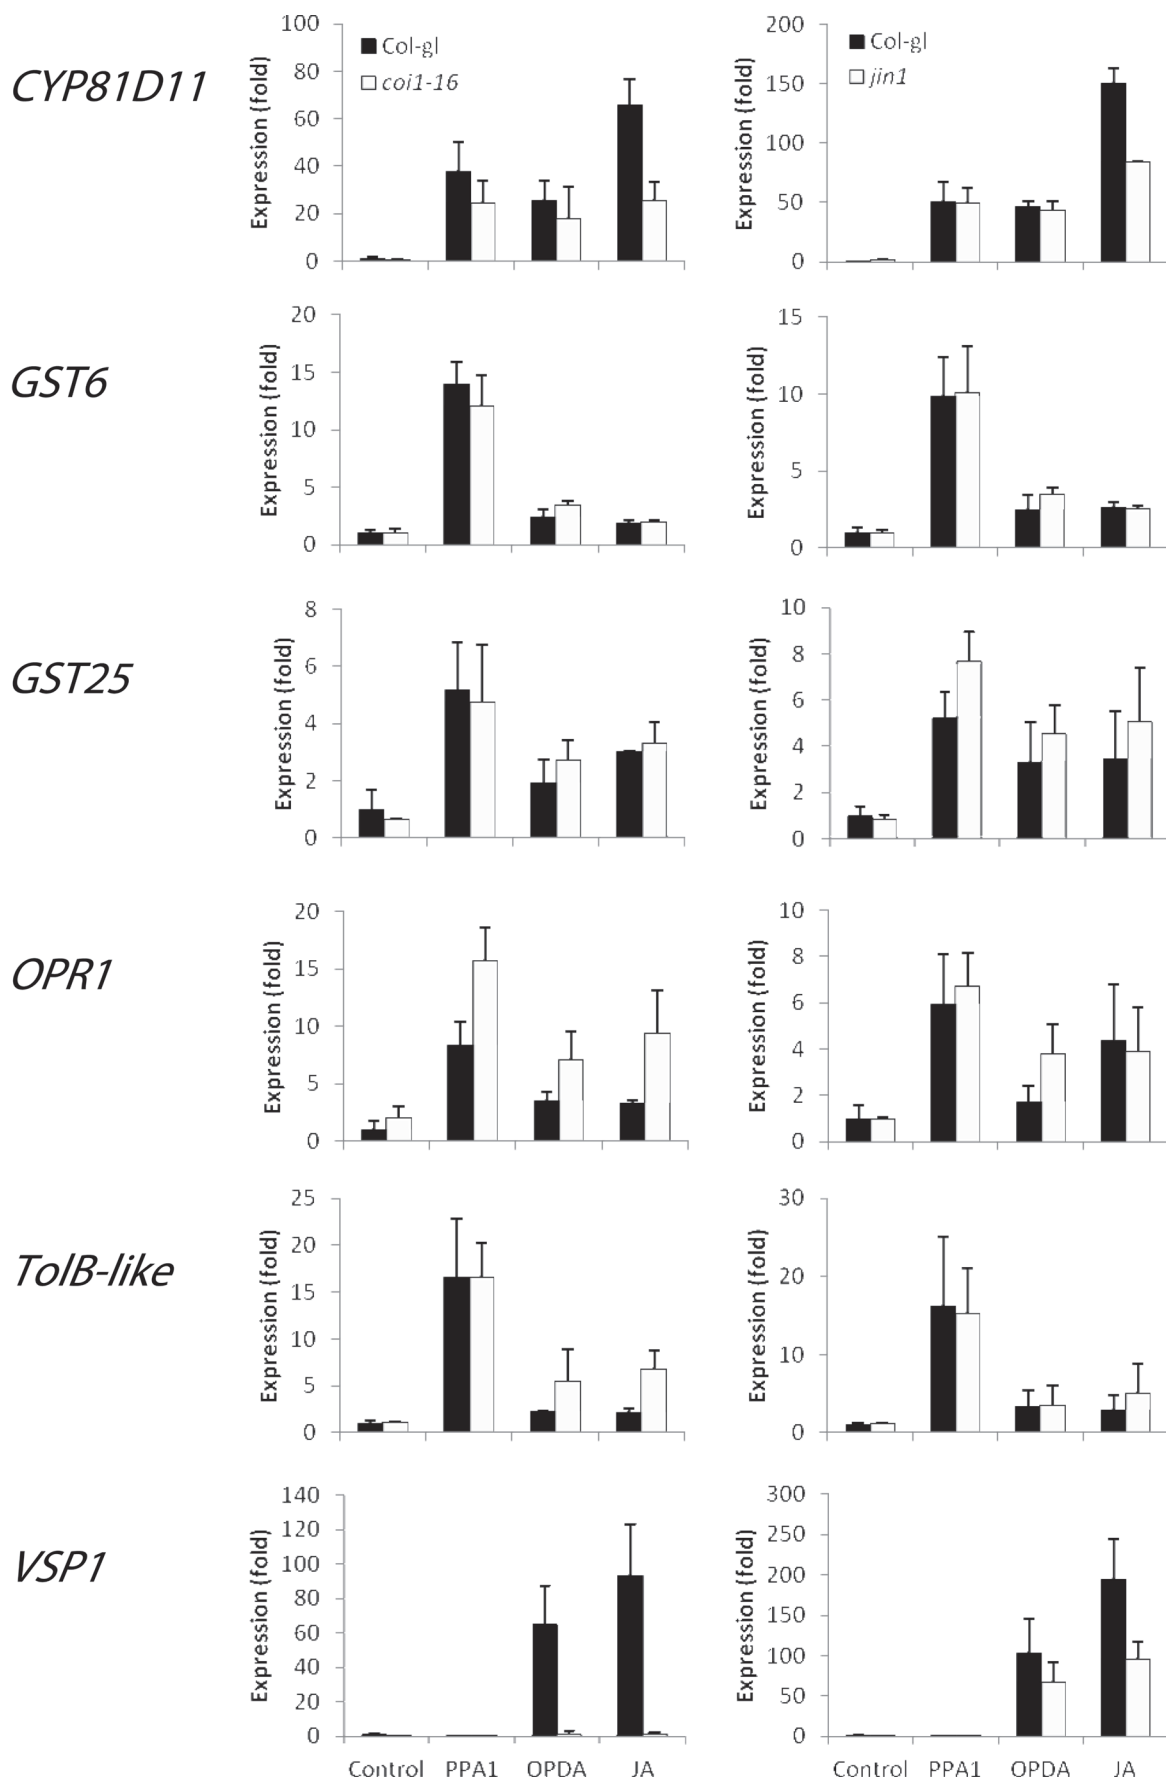 CYP81D11
Expression (fold)
100
80
60
40
20
0
Col-gl
coi1-16
Expression (fold)
200
150
100
50
0
Col-gl
jin1
GST6
Expression (fold)
20
15
10
5
0
Expression (fold)
15
10
5
0
GST25
Expression (fold)
8
6
4
2
0
Expression (fold)
10
8
6
4
2
0
OPR1
Expression (fold)
20
15
10
5
0
Expression (fold)
10
8
6
4
2
0
TolB-like
Expression (fold)
25
20
15
10
5
0
Expression (fold)
30
20
10
0
VSP1
Expression (fold)
140
120
100
80
60
40
20
0
Control PPA1 OPDA JA
Expression (fold)
300
250
200
150
100
50
0
Control PPA1 OPDA JA